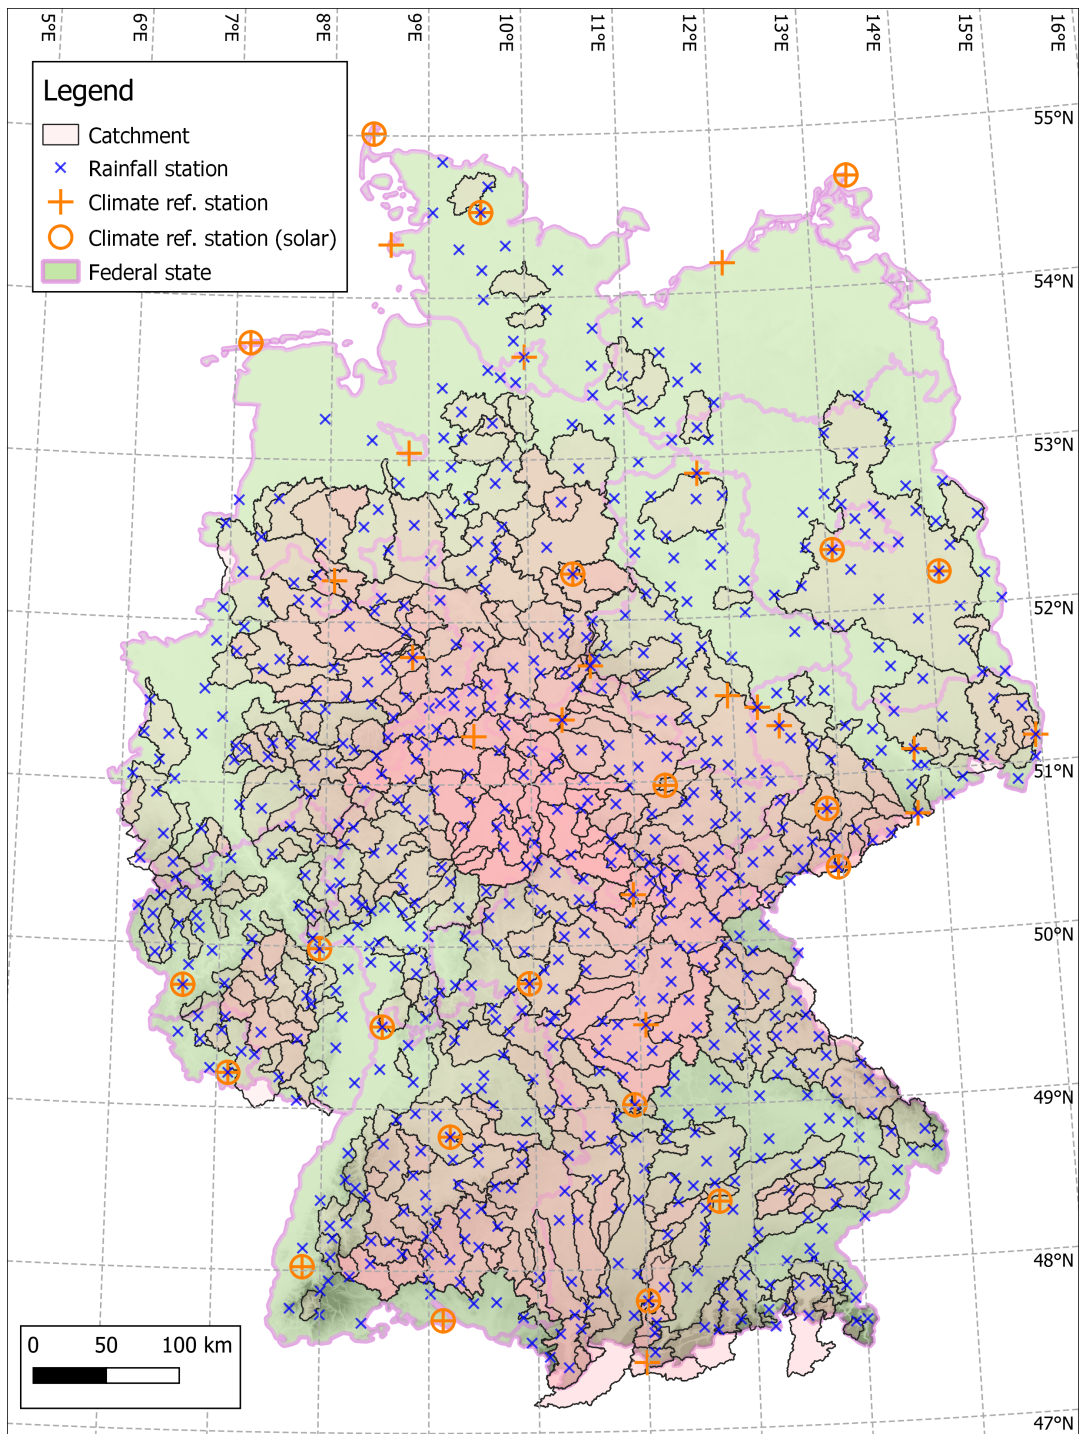 5°E 6°E 7°E 8°E 9°E 10°E 11°E 12°E 13°E 14°E 15°E 16°E
Legend
Catchment
Rainfall station
Climate ref. station
Climate ref. station (solar)
Federal state
55°N
54°N
53°N
52°N
51°N
50°N
49°N
48°N
47°N
0 50 100 km